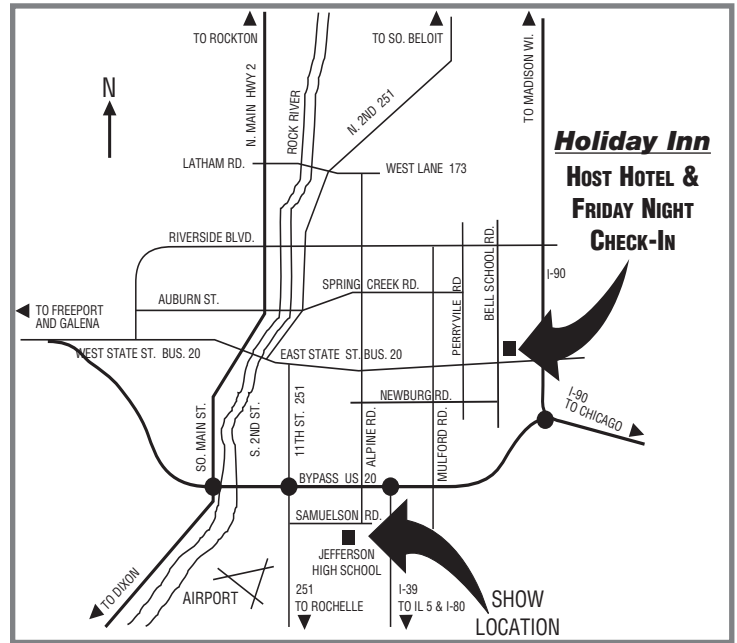 TO ROCKTON
TO SO. BELOIT
N
N. MAIN HWY 2
ROCK RIVER
N. 2ND 251
TO MADISON WI.
Holiday Inn
HOST HOTEL &
FRIDAY NIGHT
CHECK-IN
LATHAM RD.
WEST LANE 173
RIVERSIDE BLVD.
SPRING CREEK RD.
PERRYVILE RD
BELL SCHOOL RD.
I-90
AUBURN ST.
TO FREEPORT
AND GALENA
WEST STATE ST. BUS. 20
EAST STATE ST. BUS. 20
NEWBURG RD.
I-90
TO CHICAGO
SO. MAIN ST.
S. 2ND ST.
11TH ST. 251
ALPINE RD.
MULFORD RD.
BYPASS US 20
SAMUELSON RD.
JEFFERSON
HIGH SCHOOL
TO DIXON
AIRPORT
251
TO ROCHELLE
I-39
TO IL 5 & I-80
SHOW
LOCATION